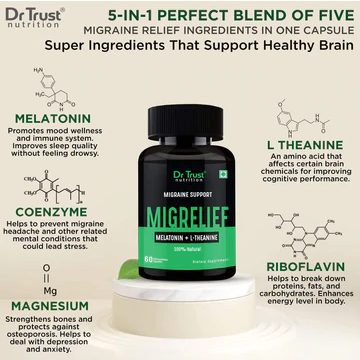 Dr Trust®
nutrition
5-IN-1 PERFECT BLEND OF FIVE
MIGRAINE RELIEF INGREDIENTS IN ONE CAPSULE
Super Ingredients That Support Healthy Brain
MELATONIN
Promotes mood wellness
and immune system.
Improves sleep quality
without feeling drowsy.
COENZYME
Helps to prevent migraine
headache and other related
mental conditions that
could lead stress.
O
Mg
MAGNESIUM
Strengthens bones and
protects against
osteoporosis. Helps to
deal with depression
and anxiety.
Dr Trust®
nutrition
MIGRAINE SUPPORT
MIGRELIEF
MELATONIN + L-THEANINE
100% Natural
60
Dietary Supplement
L THEANINE
An amino acid that
affects certain brain
chemicals for improving
cognitive performance.
RIBOFLAVIN
Helps to break down
proteins, fats, and
carbohydrates. Enhances
energy level in body.